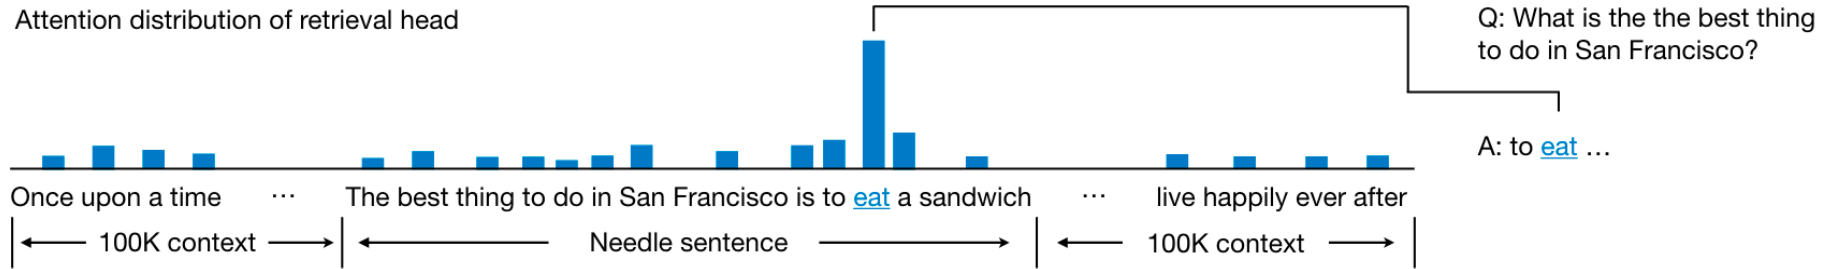 Attention distribution of retrieval head
Q: What is the the best thing
to do in San Francisco?
A: to eat ...
Once upon a time ... The best thing to do in San Francisco is to eat a sandwich ... live happily ever after
100K context Needle sentence 100K context